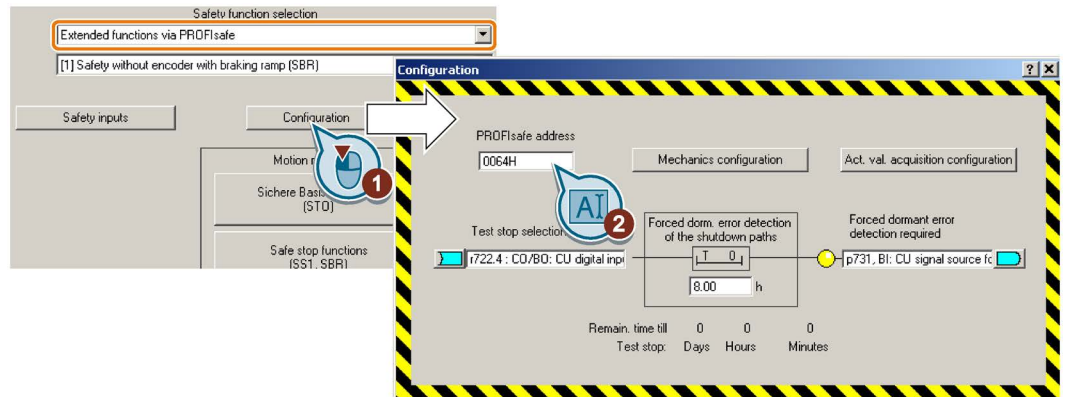 Safety function selection
Extended functions via PROFIsafe
[1] Safety without encoder with braking ramp (SBR)
Safety inputs
Configuration
Motion
Sichere Basis
(STO)
Safe stop functions
(SS1, SBR)
1
Configuration
PROFIsafe address
0064H
Mechanics configuration
Act. val. acquisition configuration
AI
2
Test stop selection
r722.4 : CO/BO: CU digital inp
Forced dorm. error detection
of the shutdown paths
T 0
8.00 h
Forced dormant error
detection required
p731, BI: CU signal source fo
Remain. time till 0 0 0
Test stop: Days Hours Minutes